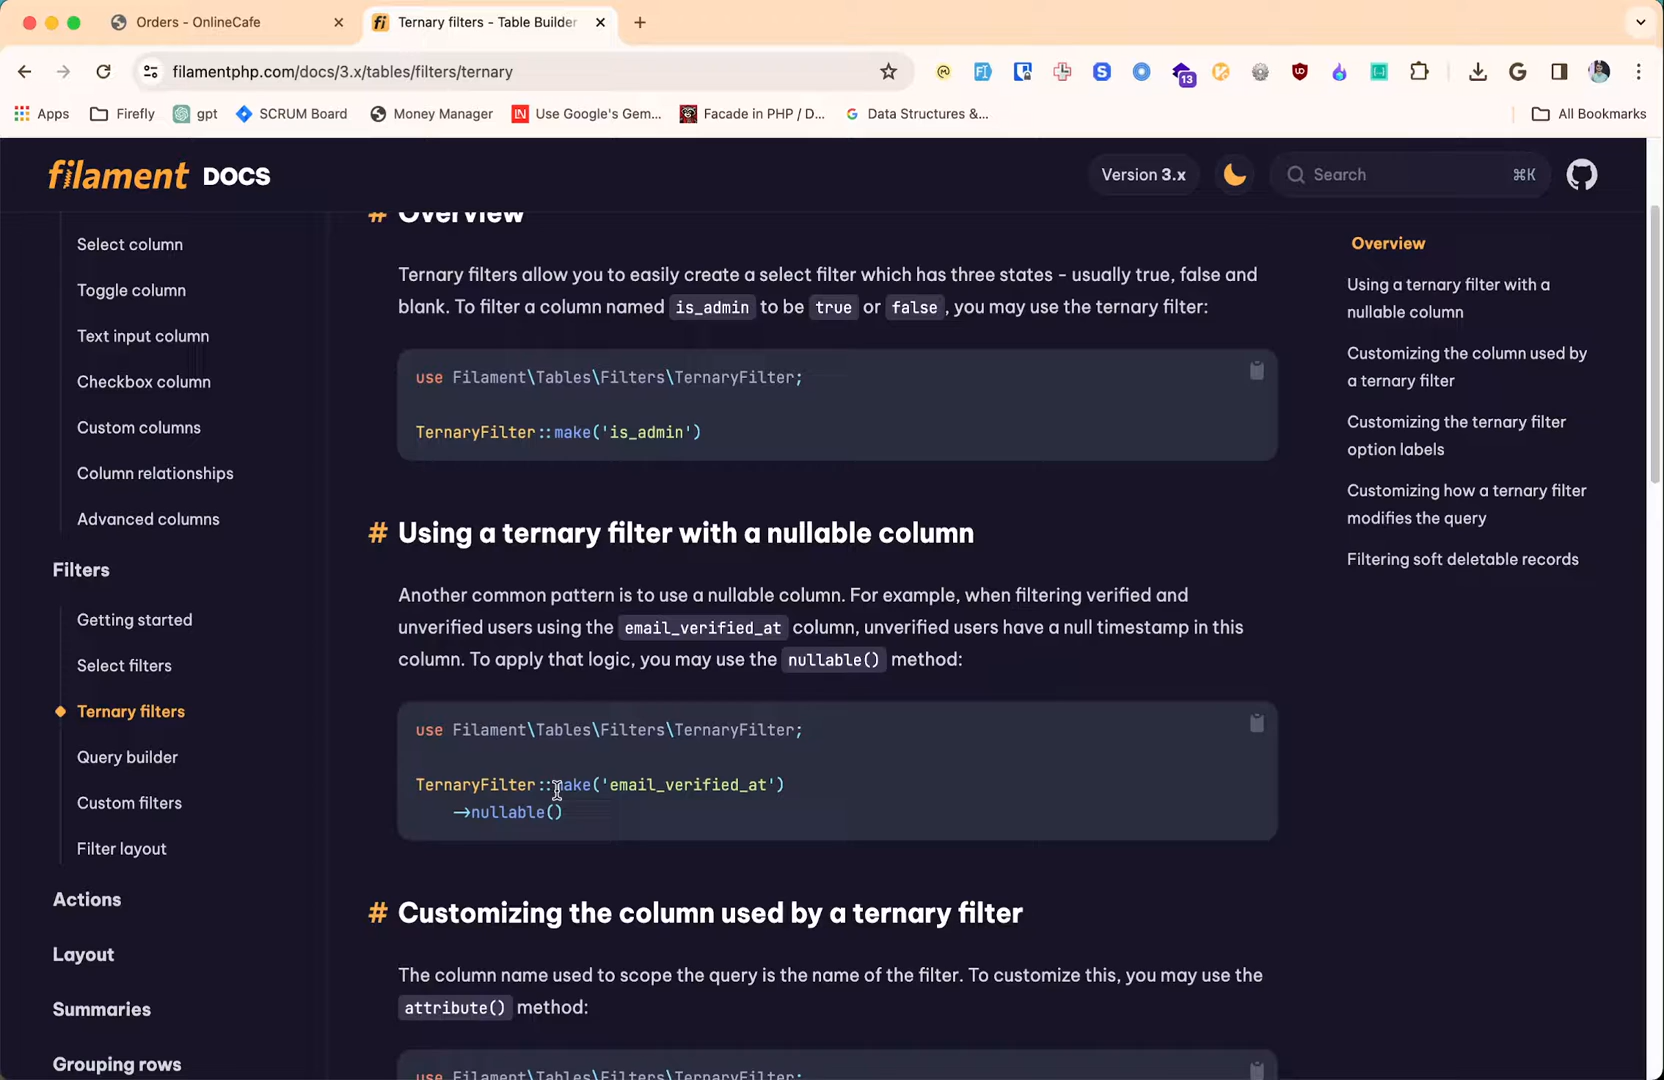 Orders - OnlineCafe
Ternary filters - Table Builder
filamentphp.com/docs/3.x/tables/filters/ternary
13
Apps
Firefly
gpt
SCRUM Board
Money Manager
Use Google's Gem...
Facade in PHP / D...
Data Structures &...
All Bookmarks
filament DOCS
Version 3.x
Search
⌘K
Select column
Toggle column
Text input column
Checkbox column
Custom columns
Column relationships
Advanced columns
Filters
Getting started
Select filters
Ternary filters
Query builder
Custom filters
Filter layout
Actions
Layout
Summaries
Grouping rows
# Overview
Ternary filters allow you to easily create a select filter which has three states - usually true, false and
blank. To filter a column named is_admin to be true or false, you may use the ternary filter:
use Filament\Tables\Filters\TernaryFilter;
TernaryFilter::make('is_admin')
# Using a ternary filter with a nullable column
Another common pattern is to use a nullable column. For example, when filtering verified and
unverified users using the email_verified_at column, unverified users have a null timestamp in this
column. To apply that logic, you may use the nullable() method:
use Filament\Tables\Filters\TernaryFilter;
TernaryFilter::make('email_verified_at')
->nullable()
# Customizing the column used by a ternary filter
The column name used to scope the query is the name of the filter. To customize this, you may use the
attribute() method:
use Filament\Tables\Filters\TernaryFilter;
Overview
Using a ternary filter with a
nullable column
Customizing the column used by
a ternary filter
Customizing the ternary filter
option labels
Customizing how a ternary filter
modifies the query
Filtering soft deletable records